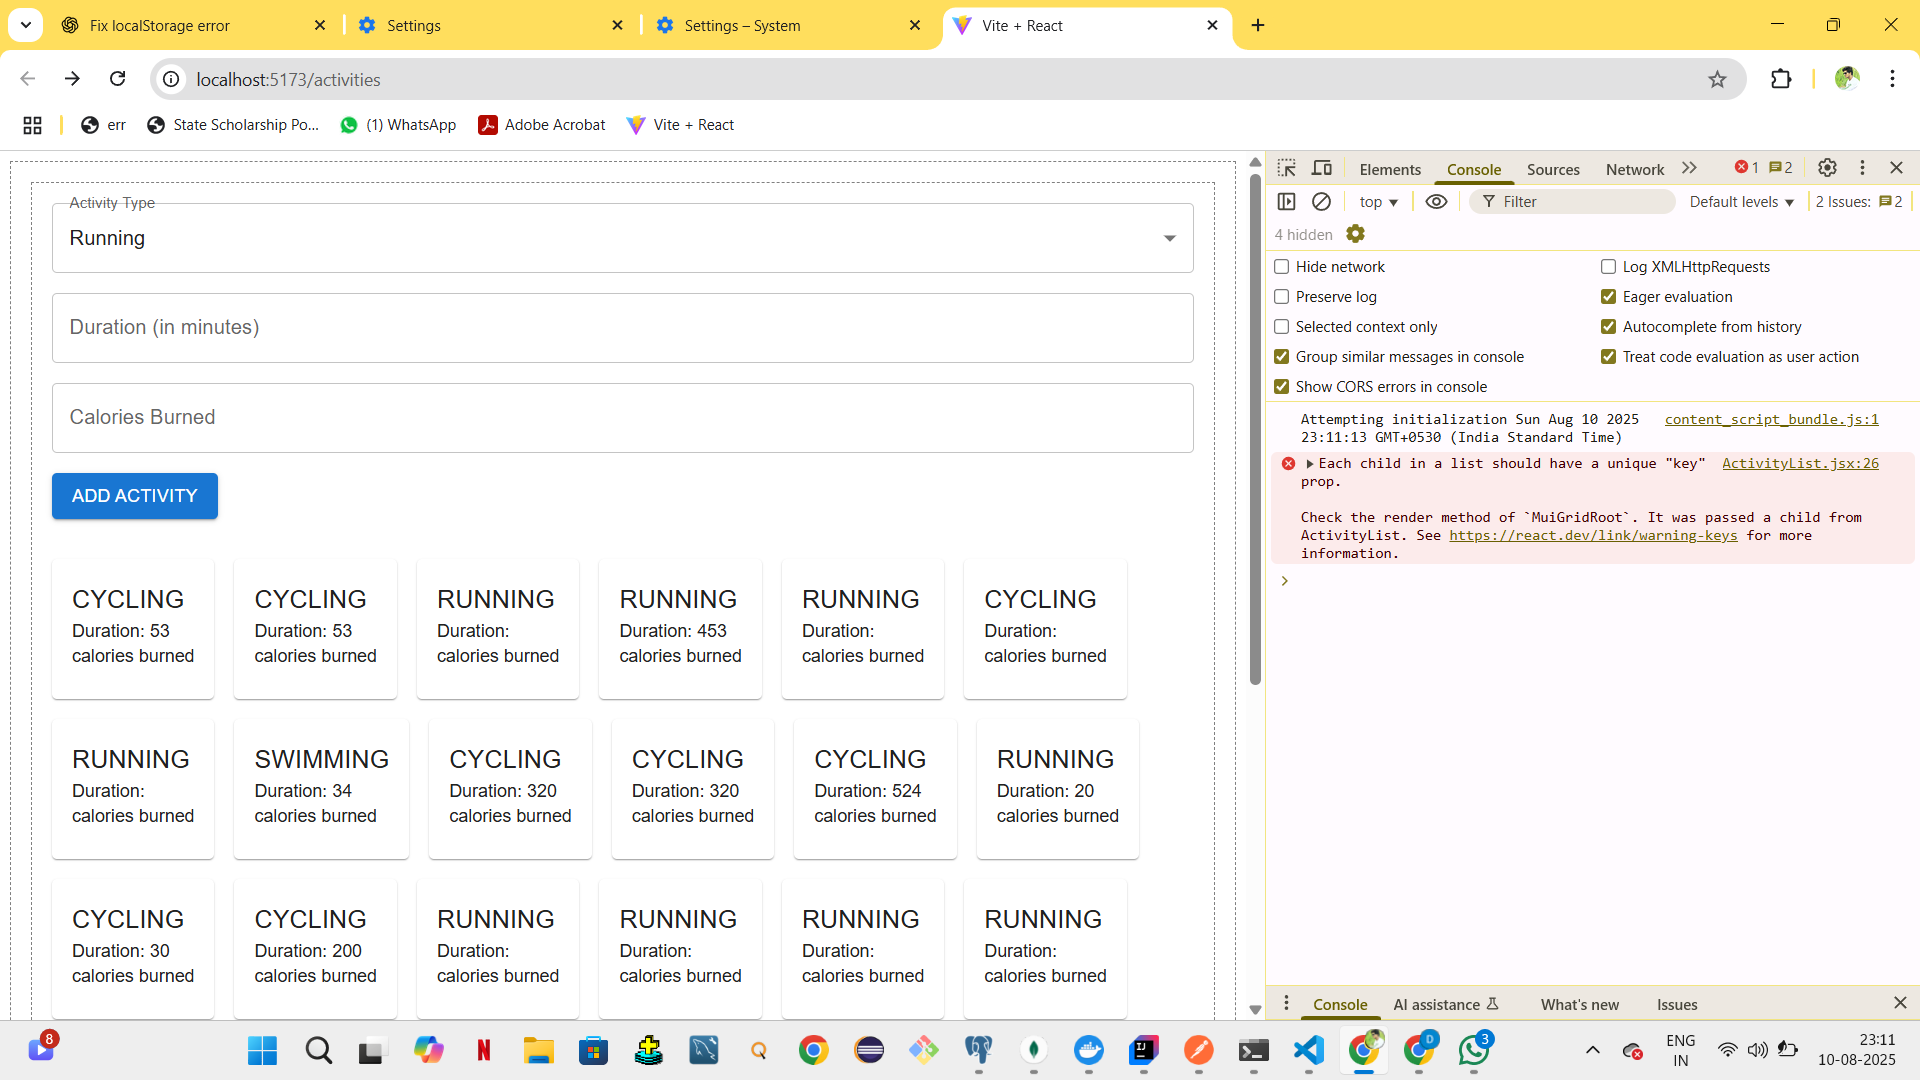 Fix localStorage error
Settings
Settings – System
Vite + React
localhost:5173/activities
err
State Scholarship Po...
(1) WhatsApp
Adobe Acrobat
Vite + React
Activity Type
Running
Duration (in minutes)
Calories Burned
ADD ACTIVITY
CYCLING
Duration: 53
calories burned
CYCLING
Duration: 53
calories burned
RUNNING
Duration:
calories burned
RUNNING
Duration: 453
calories burned
RUNNING
Duration:
calories burned
CYCLING
Duration:
calories burned
RUNNING
Duration:
calories burned
SWIMMING
Duration: 34
calories burned
CYCLING
Duration: 320
calories burned
CYCLING
Duration: 320
calories burned
CYCLING
Duration: 524
calories burned
RUNNING
Duration: 20
calories burned
CYCLING
Duration: 30
calories burned
CYCLING
Duration: 200
calories burned
RUNNING
Duration:
calories burned
RUNNING
Duration:
calories burned
RUNNING
Duration:
calories burned
RUNNING
Duration:
calories burned
Elements
Console
Sources
Network
1
2
top
Filter
Default levels
2 Issues: 2
4 hidden
Hide network
Log XMLHttpRequests
Preserve log
Eager evaluation
Selected context only
Autocomplete from history
Group similar messages in console
Treat code evaluation as user action
Show CORS errors in console
Attempting initialization Sun Aug 10 2025 content_script_bundle.js:1
23:11:13 GMT+0530 (India Standard Time)
Each child in a list should have a unique "key" ActivityList.jsx:26
prop.
Check the render method of `MuiGridRoot`. It was passed a child from
ActivityList. See https://react.dev/link/warning-keys for more
information.
Console
AI assistance
What's new
Issues
8
N
IJ
D
3
ENG
IN
23:11
10-08-2025